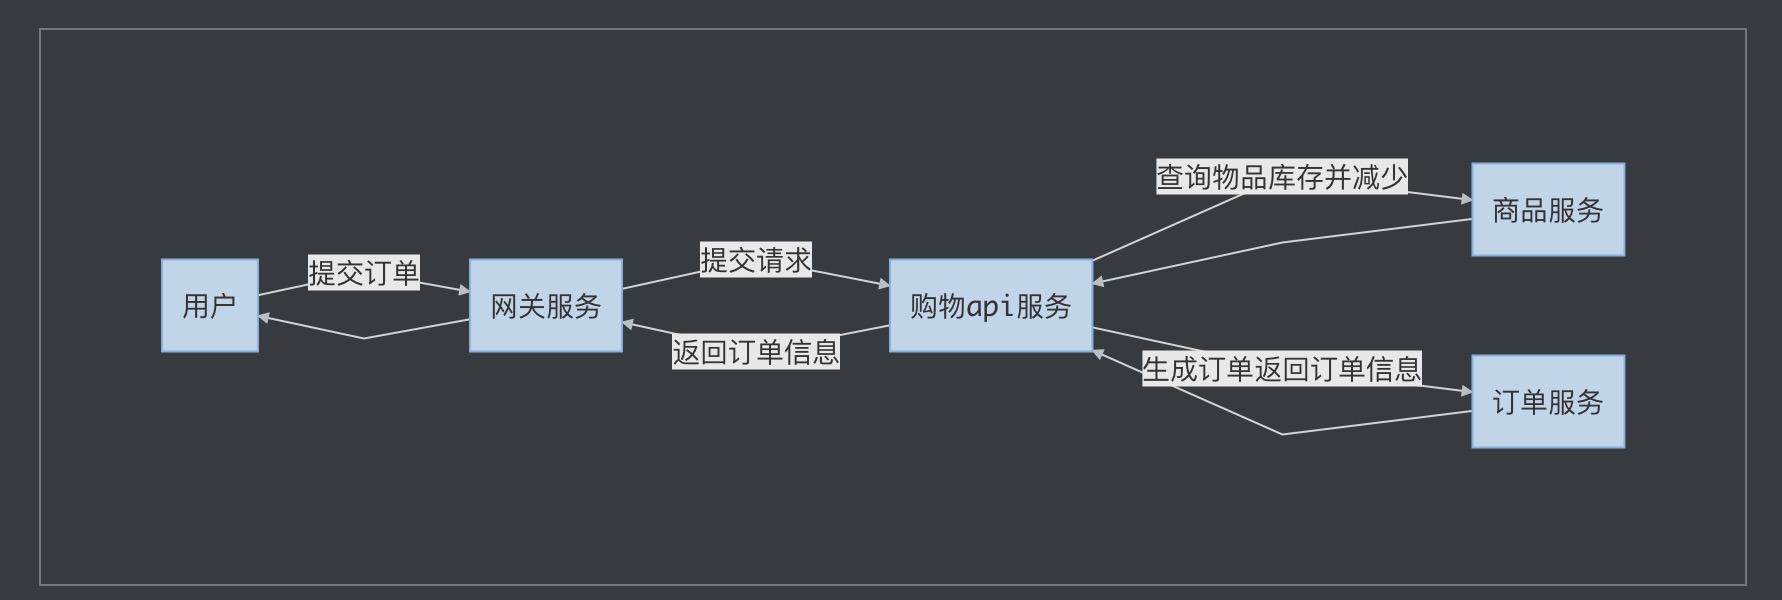 用户
提交订单
网关服务
提交请求
返回订单信息
购物api服务
查询物品库存并减少
商品服务
生成订单返回订单信息
订单服务